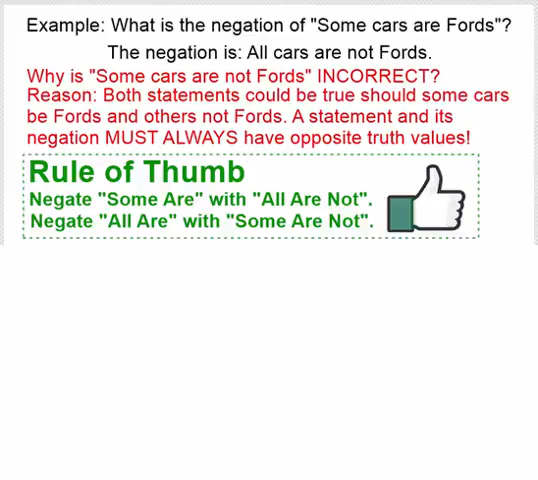 Example: What is the negation of "Some cars are Fords"?
The negation is: All cars are not Fords.
Why is "Some cars are not Fords" INCORRECT?
Reason: Both statements could be true should some cars
be Fords and others not Fords. A statement and its
negation MUST ALWAYS have opposite truth values!
Rule of Thumb
Negate "Some Are" with "All Are Not".
Negate "All Are" with "Some Are Not".